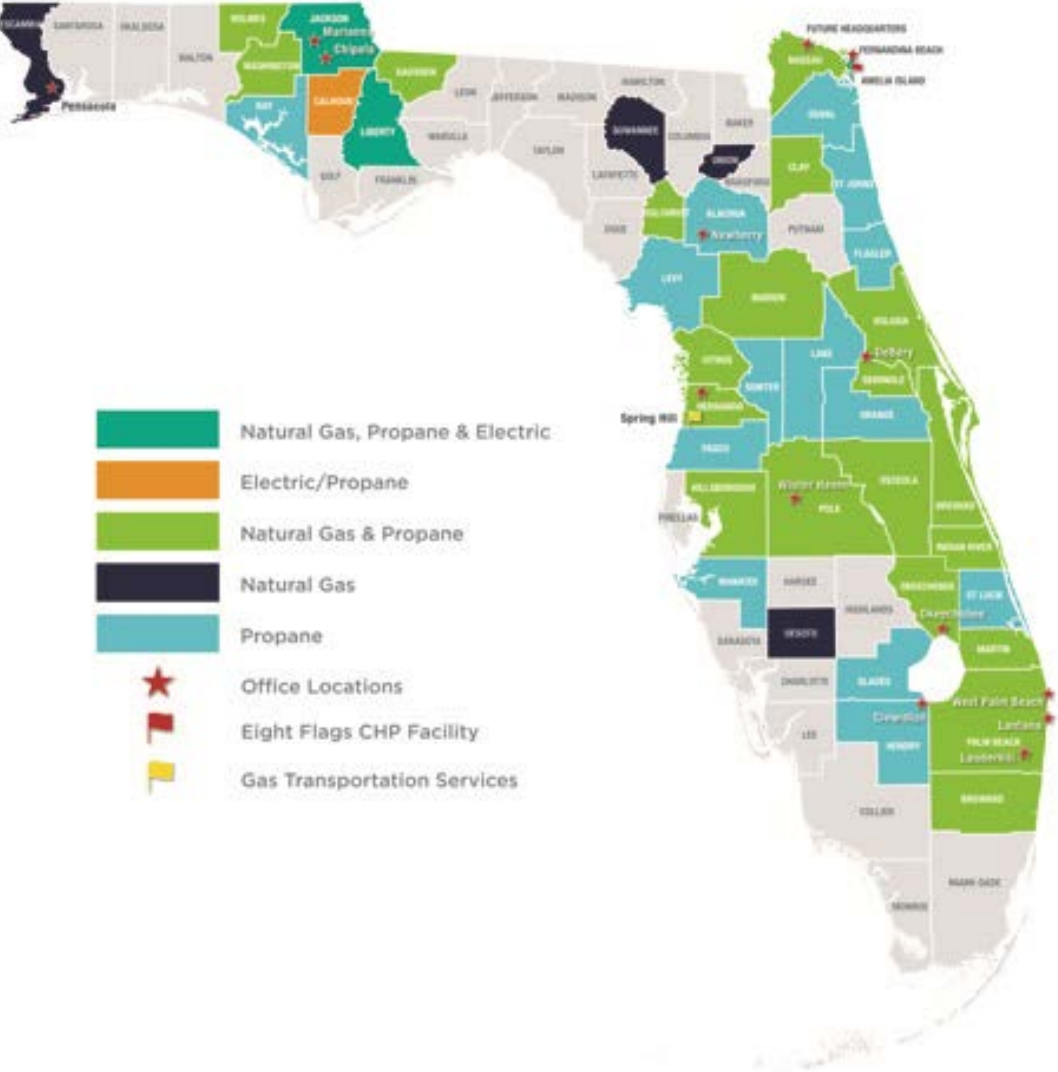 ESCAMBIA
SANTA ROSA
OKALOOSA
WALTON
HOLMES
WASHINGTON
BAY
JACKSON
Marianna
Chipola
CALHOUN
LIBERTY
GULF
FRANKLIN
GADSDEN
LEON
WAKULLA
JEFFERSON
MADISON
TAYLOR
HAMILTON
SUWANNEE
LAFAYETTE
DIXIE
COLUMBIA
BAKER
UNION
BRADFORD
GILCHRIST
ALACHUA
Newberry
LEVY
Pensacola
FUTURE HEADQUARTERS
NASSAU
FERNANDINA BEACH
AMELIA ISLAND
DUVAL
CLAY
ST JOHNS
PUTNAM
FLAGLER
MARION
VOLUSIA
DeBary
LAKE
SEMINOLE
ORANGE
CITRUS
SUMTER
HERNANDO
Spring Hill
PASCO
HILLSBOROUGH
PINELLAS
Winter Haven
POLK
OSCEOLA
BREVARD
INDIAN RIVER
MANATEE
HARDEE
HIGHLANDS
OKEECHOBEE
Okeechobee
ST LUCIE
SARASOTA
DESOTO
MARTIN
CHARLOTTE
GLADES
Clewiston
HENDRY
LEE
West Palm Beach
Lantana
PALM BEACH
Lauderhill
BROWARD
COLLIER
MIAMI-DADE
MONROE
Natural Gas, Propane & Electric
Electric/Propane
Natural Gas & Propane
Natural Gas
Propane
Office Locations
Eight Flags CHP Facility
Gas Transportation Services